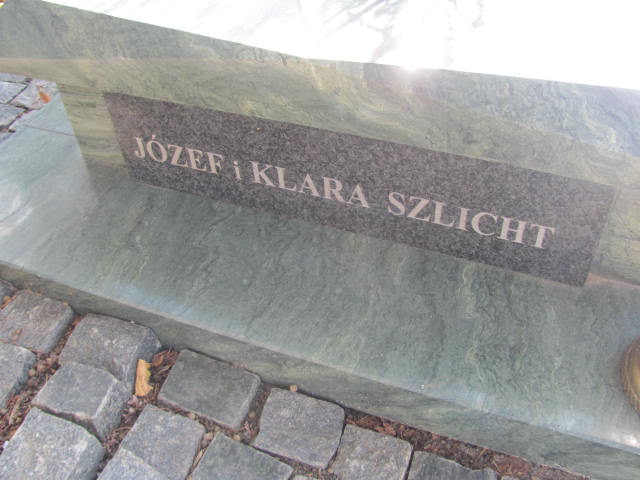 JÓZEF i KLARA SZLICHT